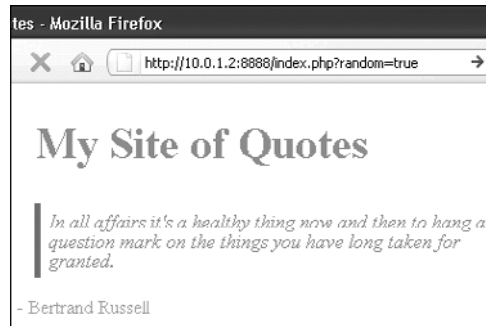 tes - Mozilla Firefox
http://10.0.1.2:8888/index.php?random=true
My Site of Quotes
In all affairs it's a healthy thing now and then to hang a
question mark on the things you have long taken for
granted.
- Bertrand Russell